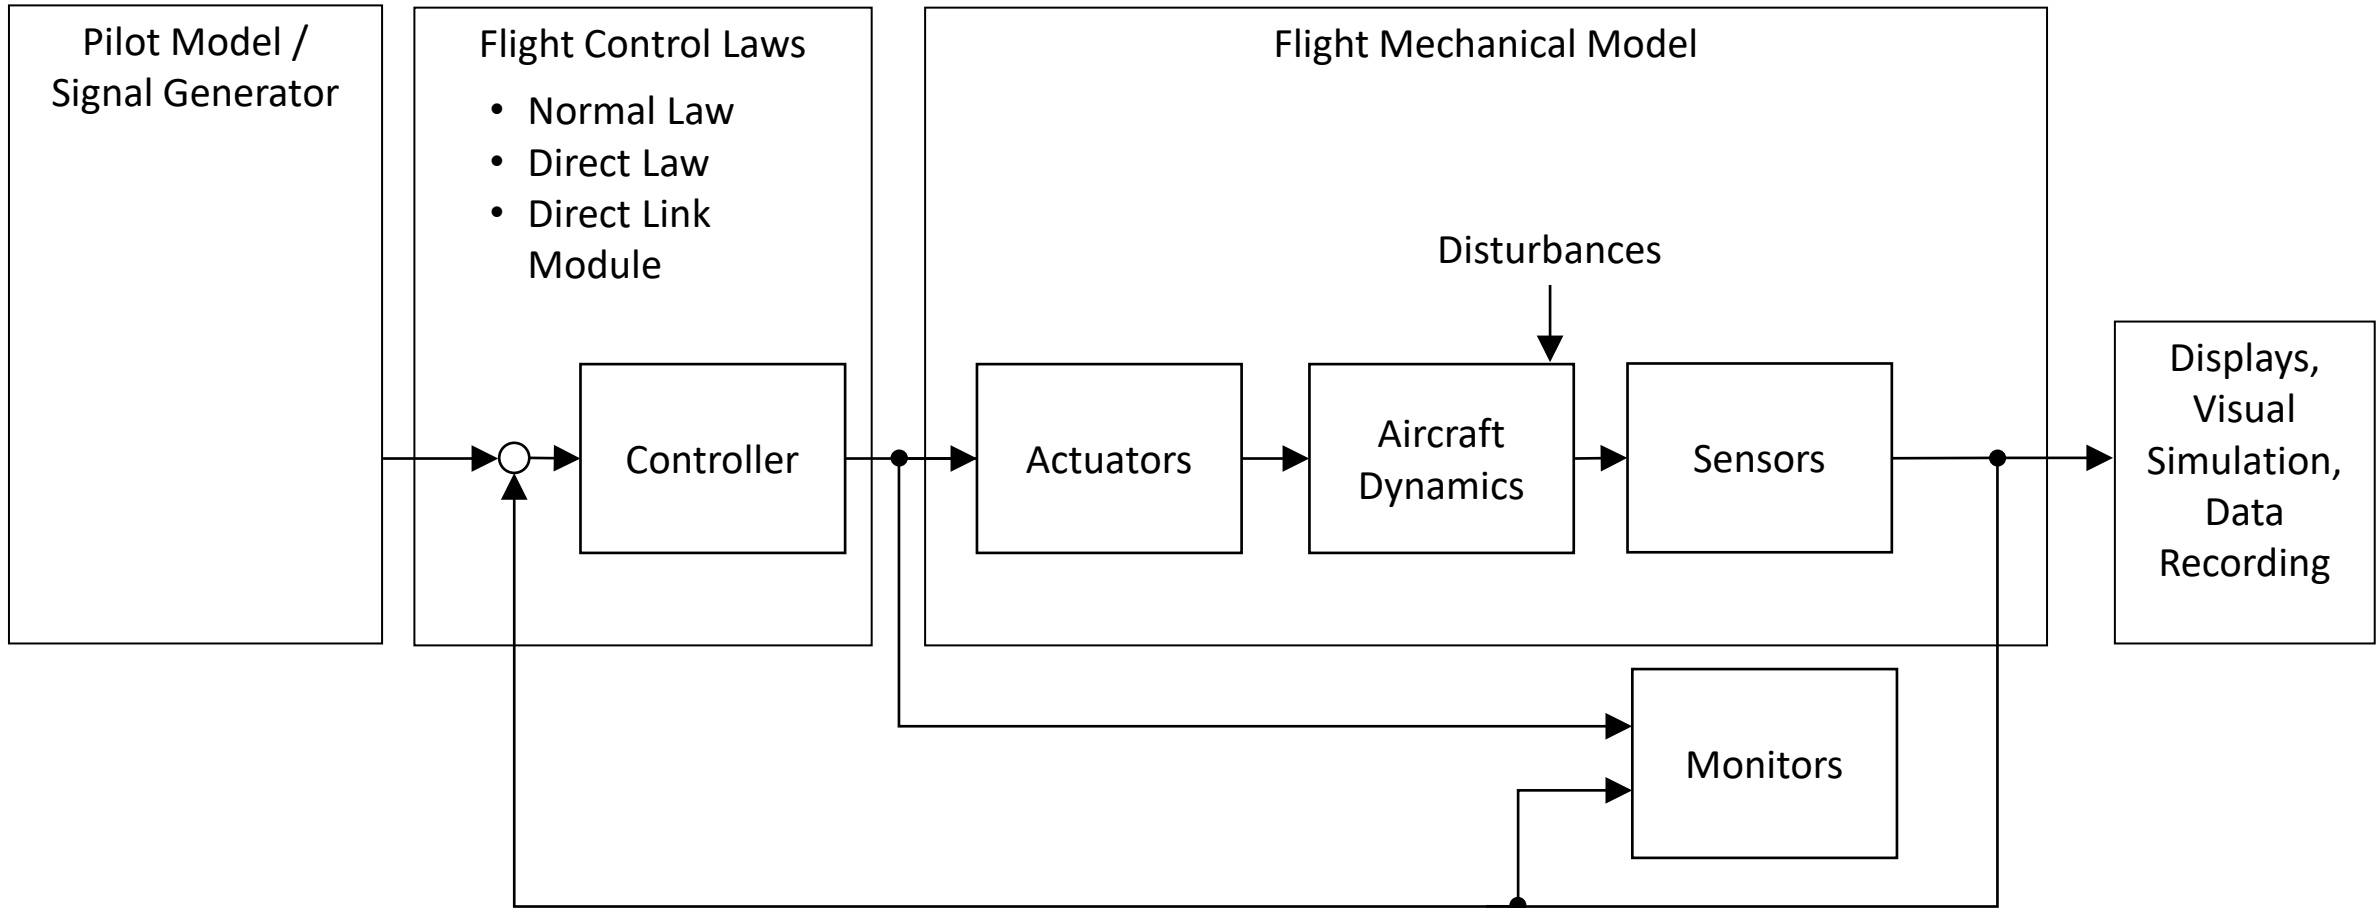 Pilot Model /
Signal Generator
Flight Control Laws
• Normal Law
• Direct Law
• Direct Link
Module
Flight Mechanical Model
Disturbances
Controller
Actuators
Aircraft
Dynamics
Sensors
Displays,
Visual
Simulation,
Data
Recording
Monitors